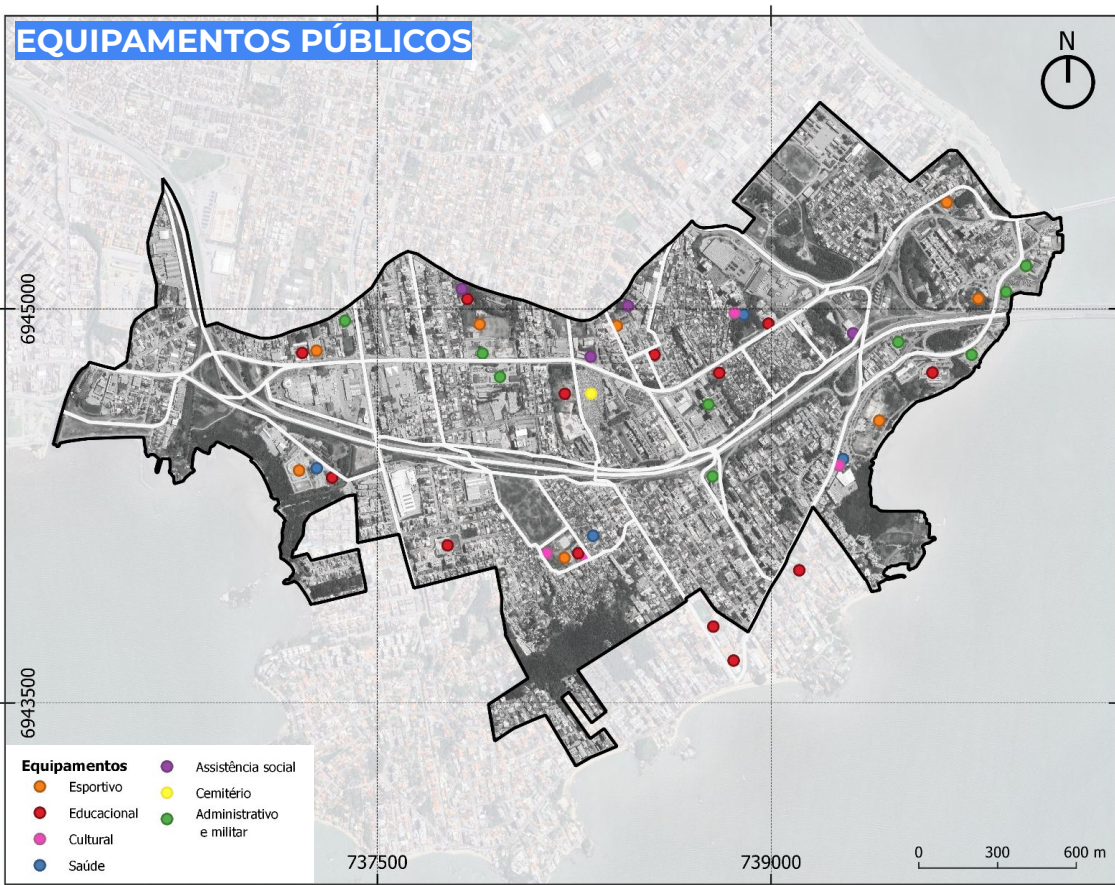 EQUIPAMENTOS PÚBLICOS
N
6945000
6943500
Equipamentos
Esportivo
Educacional
Cultural
Saúde
Assistência social
Cemitério
Administrativo
e militar
737500
739000
0 300 600 m